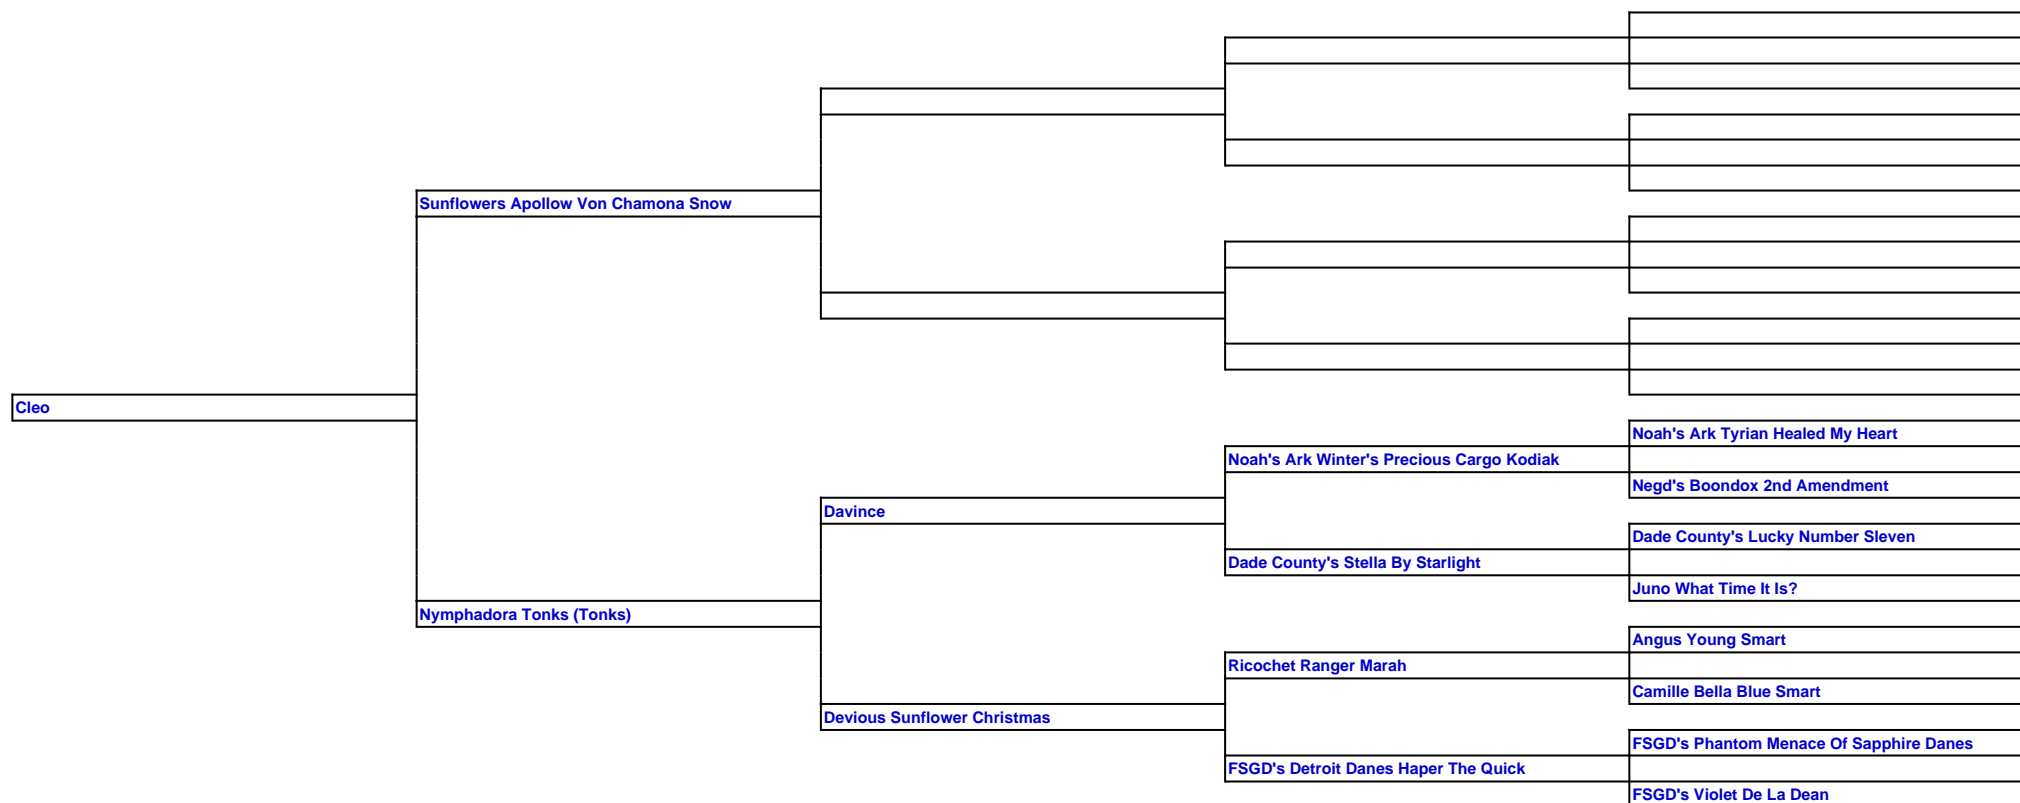 Sunflowers Apollow Von Chamona Snow
Cleo
Noah's Ark Tyrian Healed My Heart
Noah's Ark Winter's Precious Cargo Kodiak
Negd's Boondox 2nd Amendment
Davince
Dade County's Lucky Number Sleven
Dade County's Stella By Starlight
Juno What Time It Is?
Nymphadora Tonks (Tonks)
Angus Young Smart
Ricochet Ranger Marah
Camille Bella Blue Smart
Devious Sunflower Christmas
FSGD's Phantom Menace Of Sapphire Danes
FSGD's Detroit Danes Haper The Quick
FSGD's Violet De La Dean